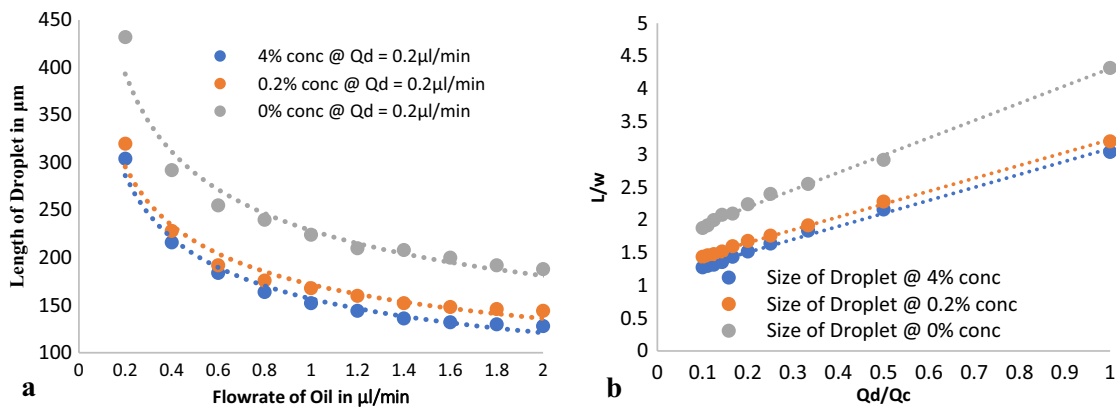 450
400
350
300
250
200
150
100
Length of Droplet in μm
4% conc @ Qd = 0.2μl/min
0.2% conc @ Qd = 0.2μl/min
0% conc @ Qd = 0.2μl/min
0 0.2 0.4 0.6 0.8 1 1.2 1.4 1.6 1.8 2
Flowrate of Oil in μl/min
a
5
4.5
4
3.5
3
2.5
2
1.5
1
0.5
0
L/w
Size of Droplet @ 4% conc
Size of Droplet @ 0.2% conc
Size of Droplet @ 0% conc
0 0.1 0.2 0.3 0.4 0.5 0.6 0.7 0.8 0.9 1
Qd/Qc
b